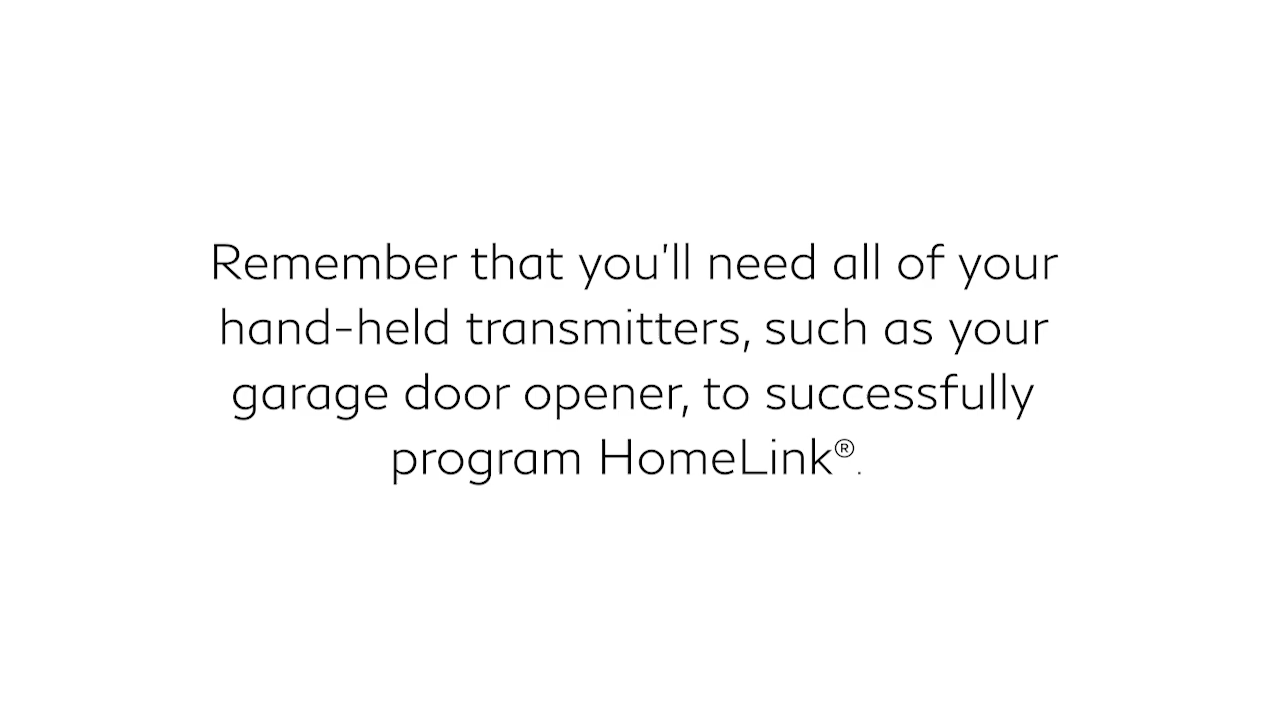 Remember that you'll need all of your
hand-held transmitters, such as your
garage door opener, to successfully
program HomeLink®.